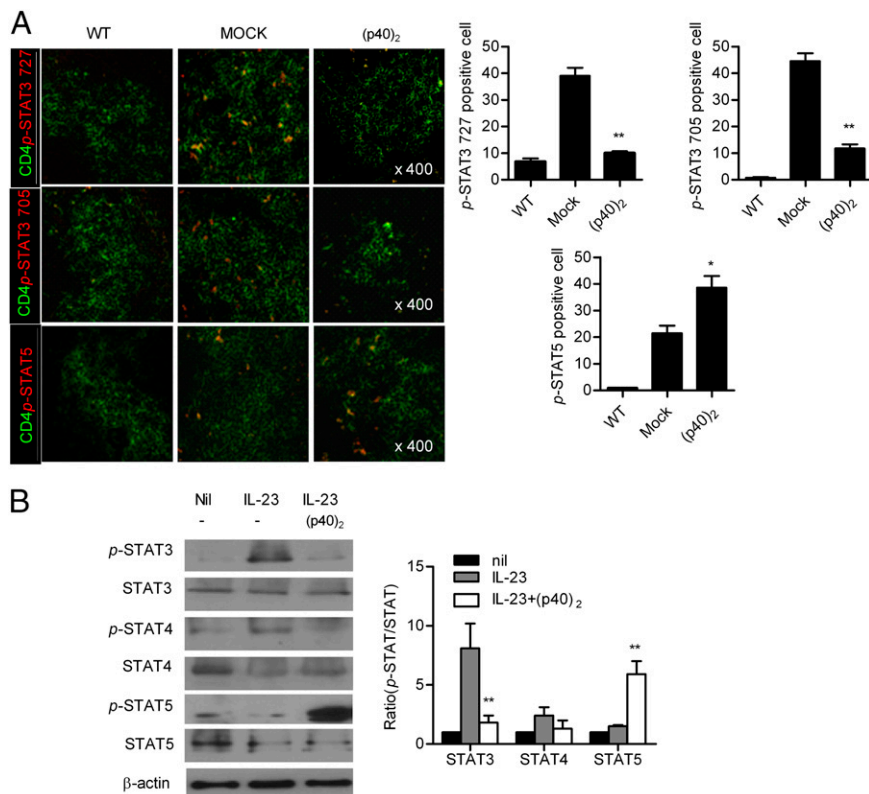 A
WT MOCK (p40)2
CD4p-STAT3 727
x 400
CD4p-STAT3 705
x 400
CD4p-STAT5
x 400
p-STAT3 727 popsitive cell
50
40
30
20
10
0
**
WT Mock (p40)2
p-STAT3 705 popsitive cell
50
40
30
20
10
0
**
WT Mock (p40)2
p-STAT5 popsitive cell
50
40
30
20
10
0
*
WT Mock (p40)2
B
Nil IL-23 IL-23
- - (p40)2
p-STAT3
STAT3
p-STAT4
STAT4
p-STAT5
STAT5
β-actin
Ratio(p-STAT/STAT)
15
10
5
0
nil
IL-23
IL-23+(p40) 2
**
**
STAT3 STAT4 STAT5